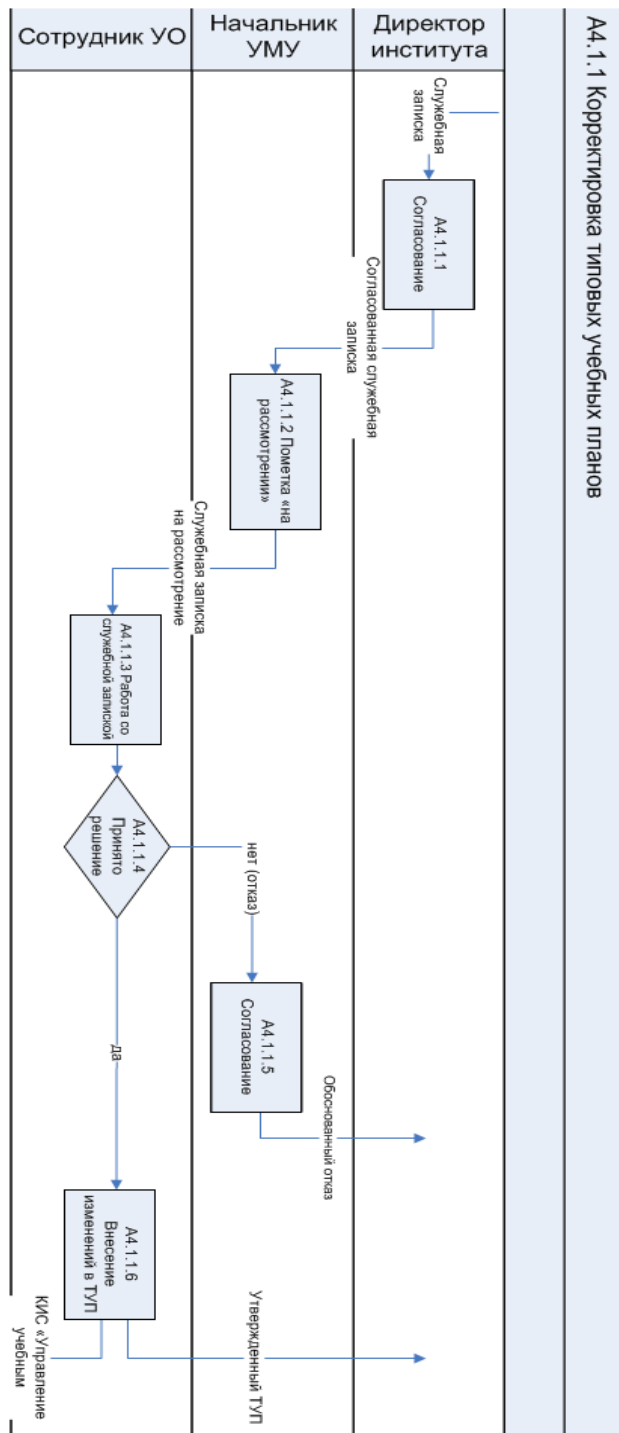 А4.1.1 Корректировка типовых учебных планов
Директор
института
Начальник
УМУ
Сотрудник УО
Служебная
записка
А4.1.1.1
Согласование
Согласованная служебная
записка
А4.1.1.2 Пометка «на
рассмотрении»
Служебная записка
на рассмотрение
А4.1.1.3 Работа со
служебной запиской
А4.1.1.4
Принято
решение
нет (отказ)
А4.1.1.5
Согласование
Обоснованный отказ
да
А4.1.1.6
Внесение
изменений в ТУП
Утвержденный ТУП
КИС «Управление
учебным